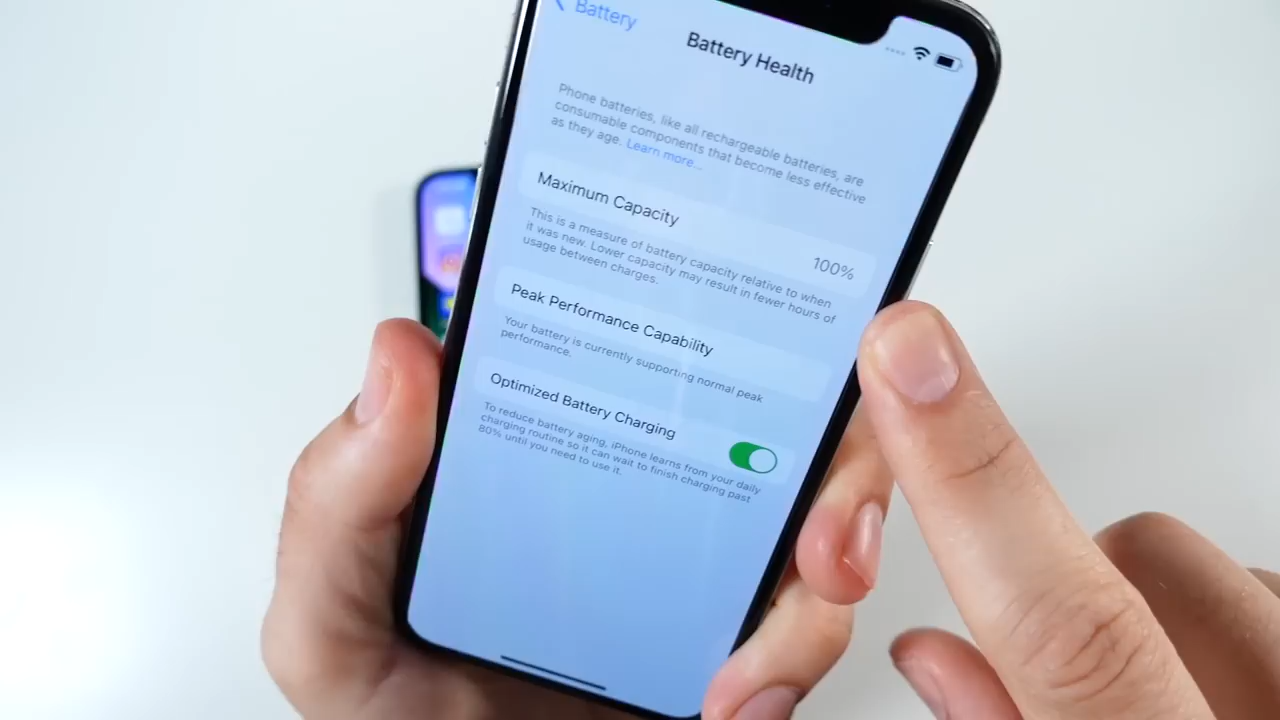 Battery
Battery Health
Phone batteries, like all rechargeable batteries, are
consumable components that become less effective
as they age. Learn more...
Maximum Capacity
100%
This is a measure of battery capacity relative to when
it was new. Lower capacity may result in fewer hours of
usage between charges.
Peak Performance Capability
Your battery is currently supporting normal peak
performance.
Optimized Battery Charging
To reduce battery aging, iPhone learns from your daily
charging routine so it can wait to finish charging past
80% until you need to use it.